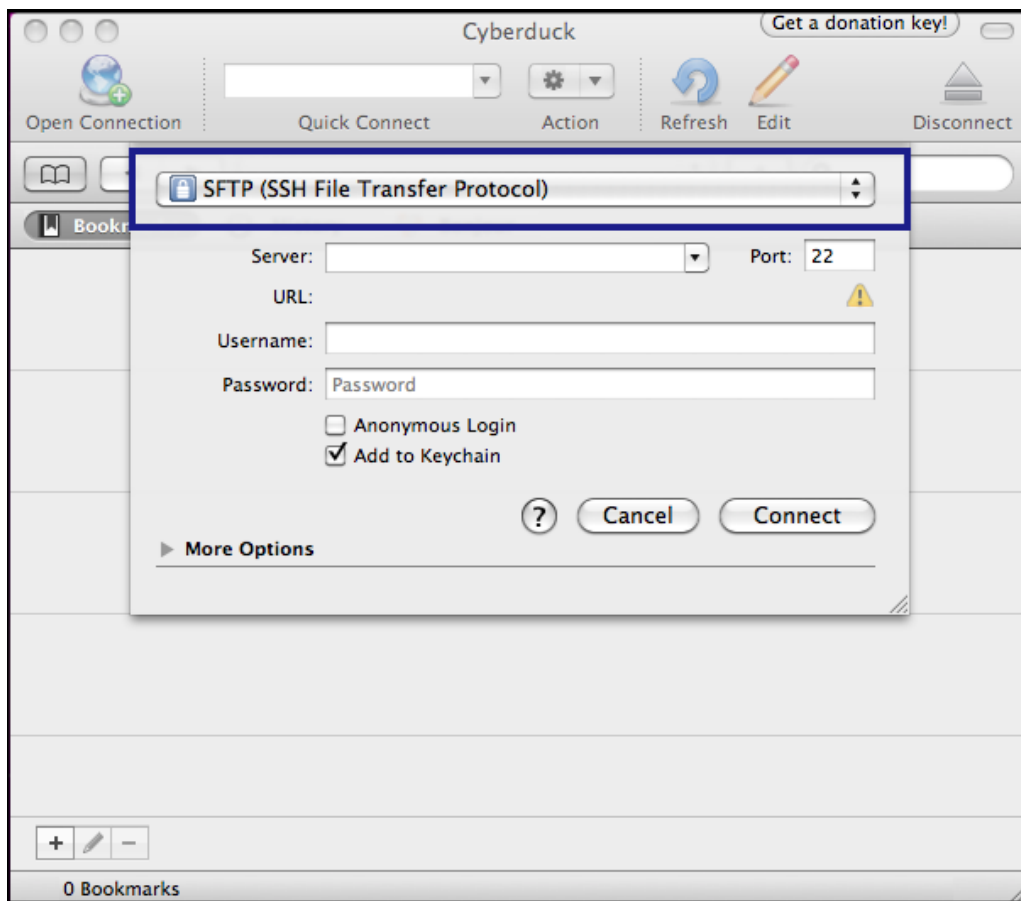 Cyberduck
Get a donation key!
Open Connection
Quick Connect
Action
Refresh
Edit
Disconnect
SFTP (SSH File Transfer Protocol)
Server:
Port: 22
URL:
Username:
Password: Password
Anonymous Login
Add to Keychain
? Cancel Connect
More Options
0 Bookmarks